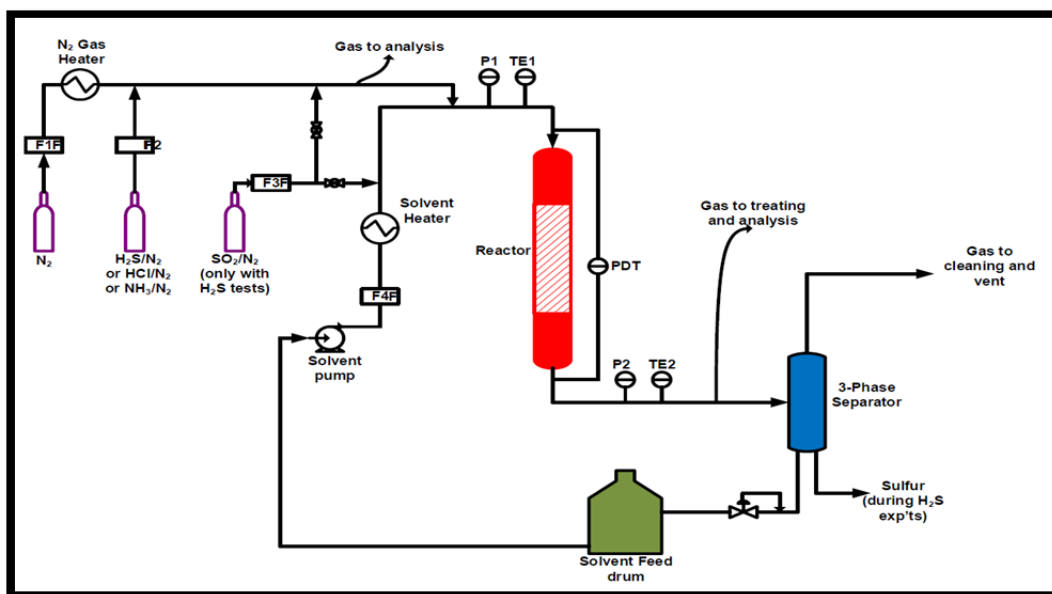 N₂ Gas
Heater
Gas to analysis
P1
TE1
F1F
F2
F3F
Solvent
Heater
N₂
H₂S/N₂
or HCl/N₂
or NH₃/N₂
SO₂/N₂
(only with
H₂S tests)
F4F
Solvent
pump
Reactor
PDT
Gas to treating
and analysis
Gas to
cleaning and
vent
P2
TE2
3-Phase
Separator
Sulfur
(during H₂S
exp'ts)
Solvent Feed
drum